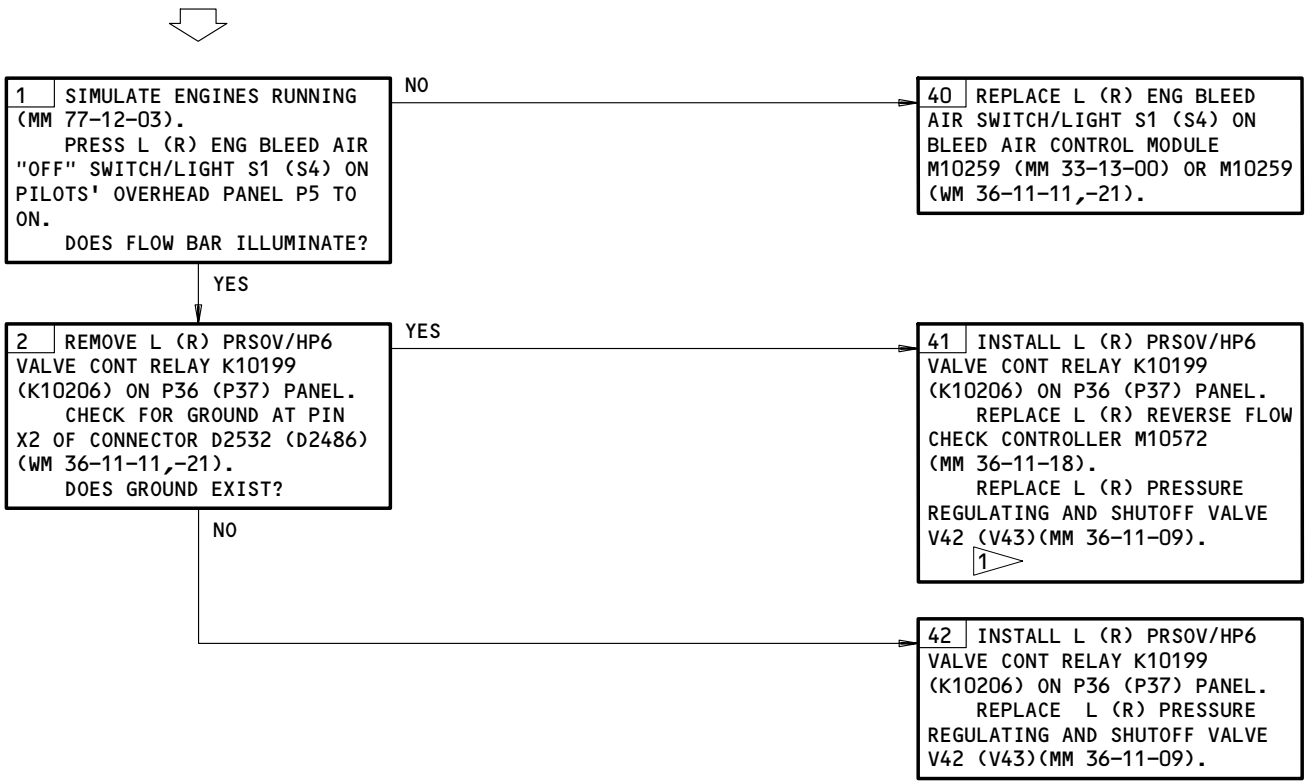 1 SIMULATE ENGINES RUNNING
(MM 77-12-03).
PRESS L (R) ENG BLEED AIR
"OFF" SWITCH/LIGHT S1 (S4) ON
PILOTS' OVERHEAD PANEL P5 TO
ON.
DOES FLOW BAR ILLUMINATE?
NO
40 REPLACE L (R) ENG BLEED
AIR SWITCH/LIGHT S1 (S4) ON
BLEED AIR CONTROL MODULE
M10259 (MM 33-13-00) OR M10259
(WM 36-11-11,-21).
YES
2 REMOVE L (R) PRSOV/HP6
VALVE CONT RELAY K10199
(K10206) ON P36 (P37) PANEL.
CHECK FOR GROUND AT PIN
X2 OF CONNECTOR D2532 (D2486)
(WM 36-11-11,-21).
DOES GROUND EXIST?
YES
41 INSTALL L (R) PRSOV/HP6
VALVE CONT RELAY K10199
(K10206) ON P36 (P37) PANEL.
REPLACE L (R) REVERSE FLOW
CHECK CONTROLLER M10572
(MM 36-11-18).
REPLACE L (R) PRESSURE
REGULATING AND SHUTOFF VALVE
V42 (V43)(MM 36-11-09).
1
NO
42 INSTALL L (R) PRSOV/HP6
VALVE CONT RELAY K10199
(K10206) ON P36 (P37) PANEL.
REPLACE L (R) PRESSURE
REGULATING AND SHUTOFF VALVE
V42 (V43)(MM 36-11-09).